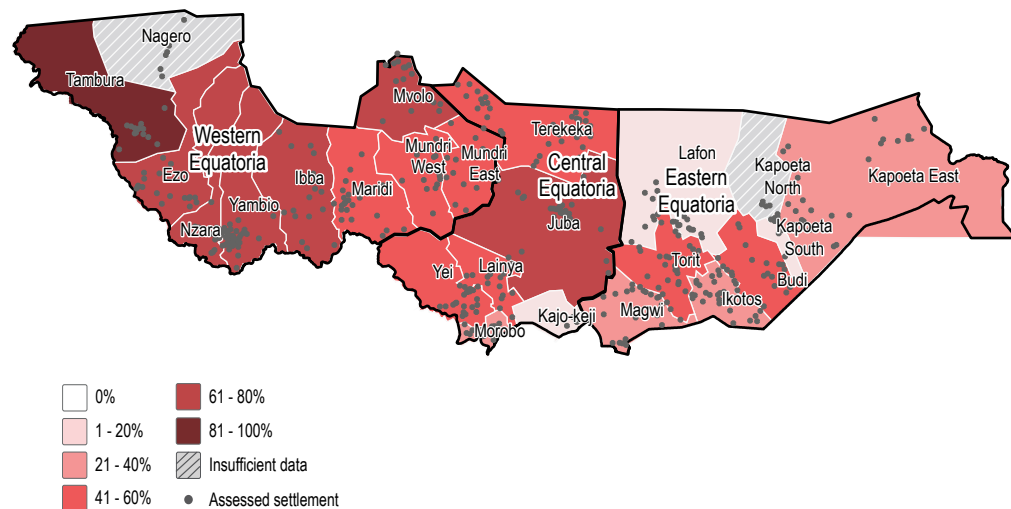 Nagero
Tambura
Mvolo
Western
Equatoria
Terekeka
Mundri
West
Mundri
East
Central
Equatoria
Lafon
Kapoeta
North
Kapoeta East
Ezo
Ibba
Maridi
Eastern
Equatoria
Yambio
Nzara
Juba
Kapoeta
South
Yei
Lainya
Torit
Budi
Ikotos
Magwi
Kajo-keji
Morobo
0%
1 - 20%
21 - 40%
41 - 60%
61 - 80%
81 - 100%
Insufficient data
Assessed settlement